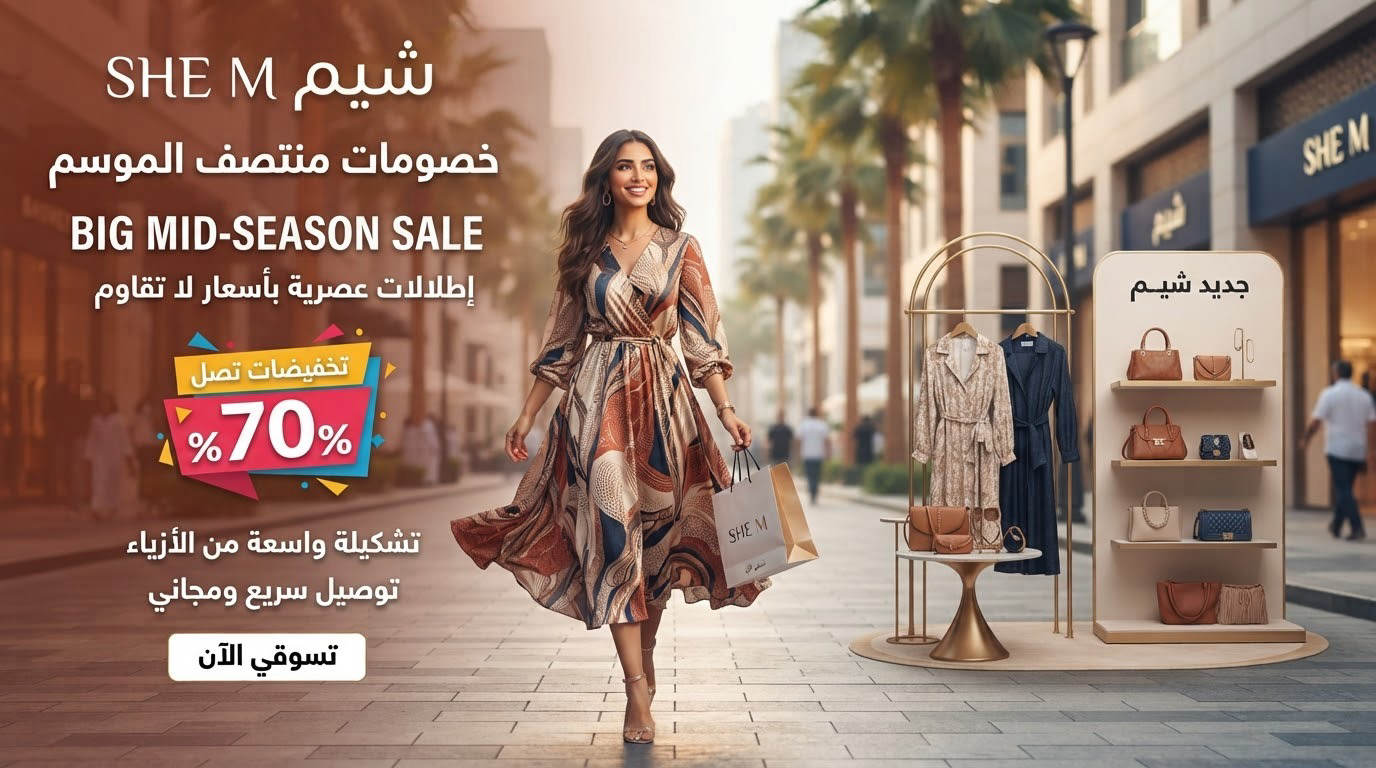 SHE M شيم
خصومات منتصف الموسم
BIG MID-SEASON SALE
إطلالات عصرية بأسعار لا تقاوم
تخفيضات تصل
%70%
تشكيلة واسعة من الأزياء
توصيل سريع ومجاني
تسوقي الآن
SHE M
SHE M
شيم
جديد شيم